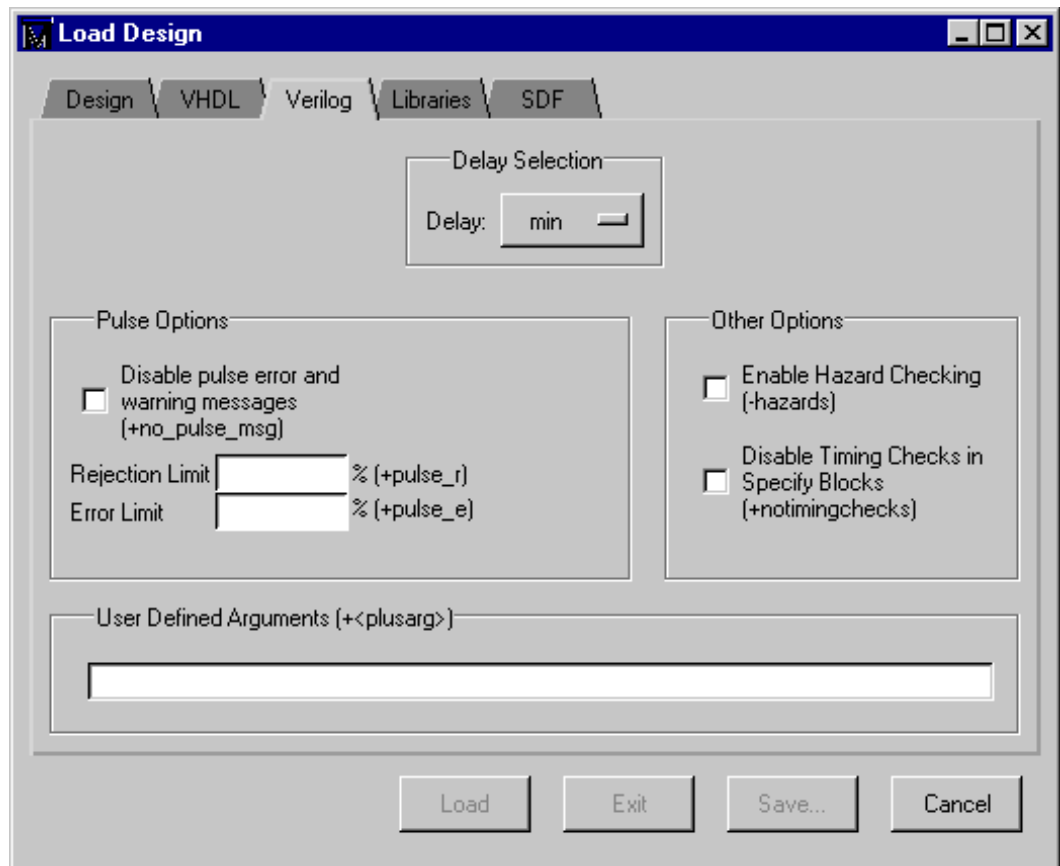 Load Design
Design VHDL Verilog Libraries SDF
Delay Selection
Delay: min
Pulse Options
Disable pulse error and
warning messages
(+no_pulse_msg)
Rejection Limit % (+pulse_r)
Error Limit % (+pulse_e)
Other Options
Enable Hazard Checking
(-hazards)
Disable Timing Checks in
Specify Blocks
(+notimingchecks)
User Defined Arguments (+<plusarg>)
Load Exit Save... Cancel